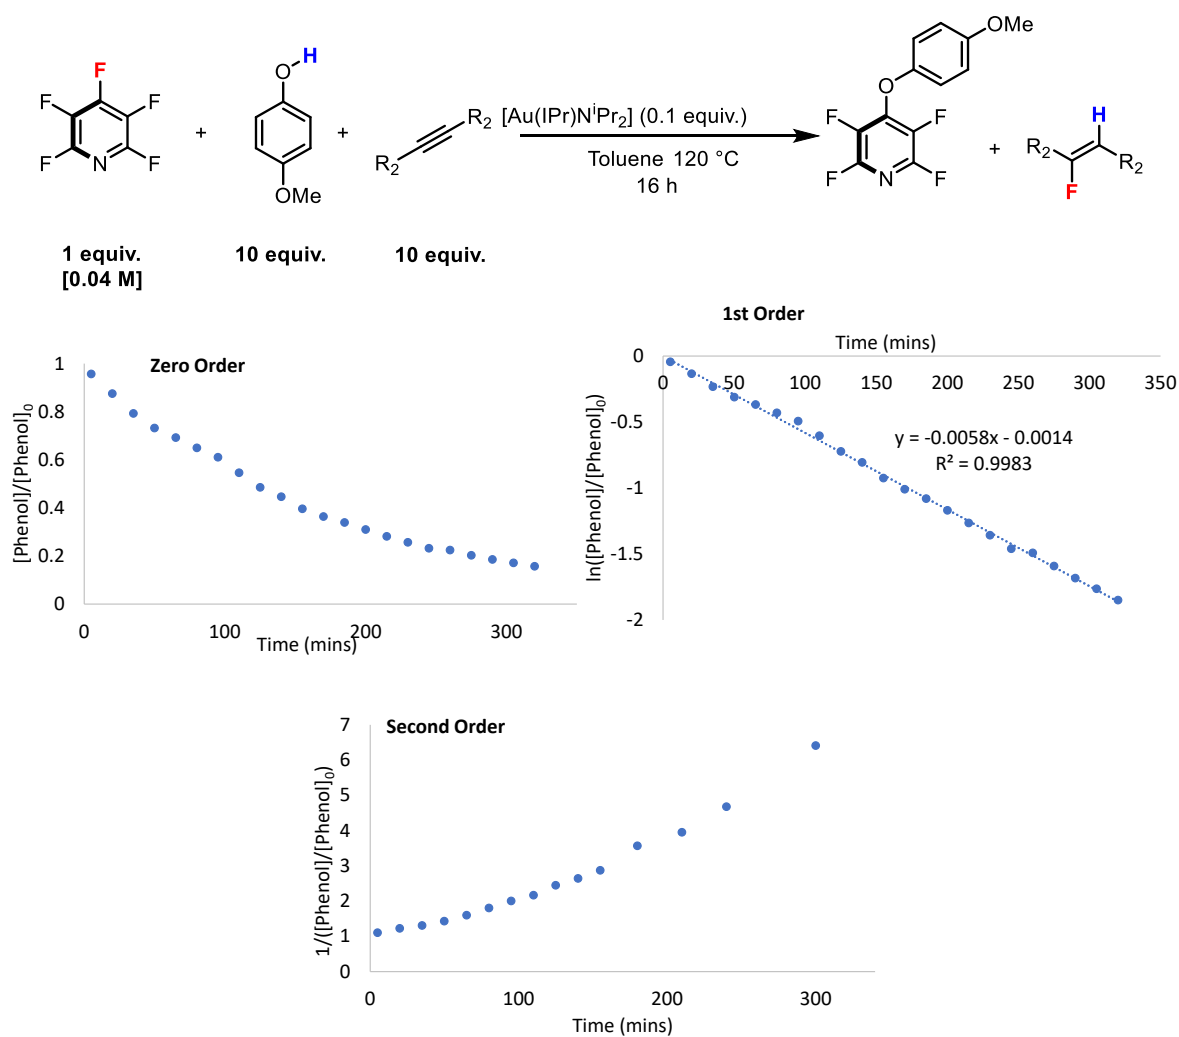 F
F
F
F
F
N
+
O
H
OMe
+
R2
R2
[Au(IPr)NⁱPr2] (0.1 equiv.)
Toluene 120 °C
16 h
OMe
O
F
F
F
F
N
+
H
R2
R2
F
1 equiv.
[0.04 M]
10 equiv.
10 equiv.
Zero Order
[Phenol]/[Phenol]0
1
0.8
0.6
0.4
0.2
0
0 100 200 300
Time (mins)
1st Order
Time (mins)
ln([Phenol]/[Phenol]0)
0
-0.5
-1
-1.5
-2
0 50 100 150 200 250 300 350
y = -0.0058x - 0.0014
R² = 0.9983
Second Order
1/([Phenol]/[Phenol]0)
7
6
5
4
3
2
1
0
0 100 200 300
Time (mins)